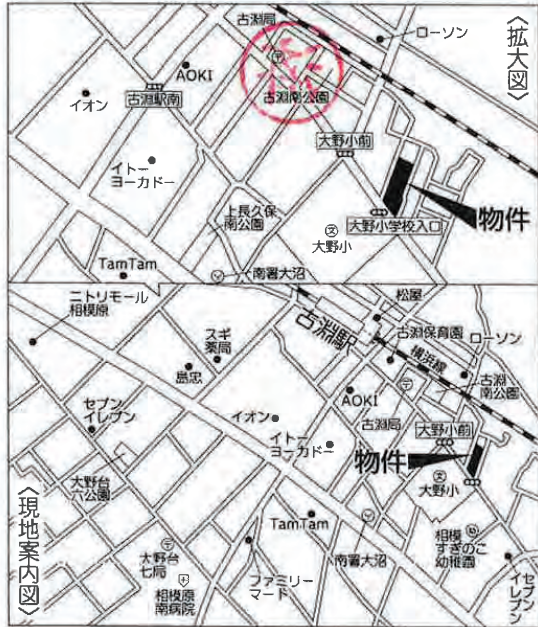 〈拡大図〉
古淵局
ローソン
AOKI
イオン
古淵駅南
古淵南公園
大野小前
イトー
ヨーカドー
上長久保
南公園
大野小
大野小学校入口
物件
TamTam
南署大沼
〈現地案内図〉
ニトリモール
相模原
松屋
古淵駅
古淵保育園
ローソン
横浜線
スギ
薬局
島忠
AOKI
古淵
南公園
セブン
イレブン
イオン
古淵局
大野小前
イトー
ヨーカドー
物件
大野台
六公園
大野小
TamTam
大野台
七局
南署大沼
相模
すぎのこ
幼稚園
相模原
南病院
ファミリー
マート
セブン
イレブン